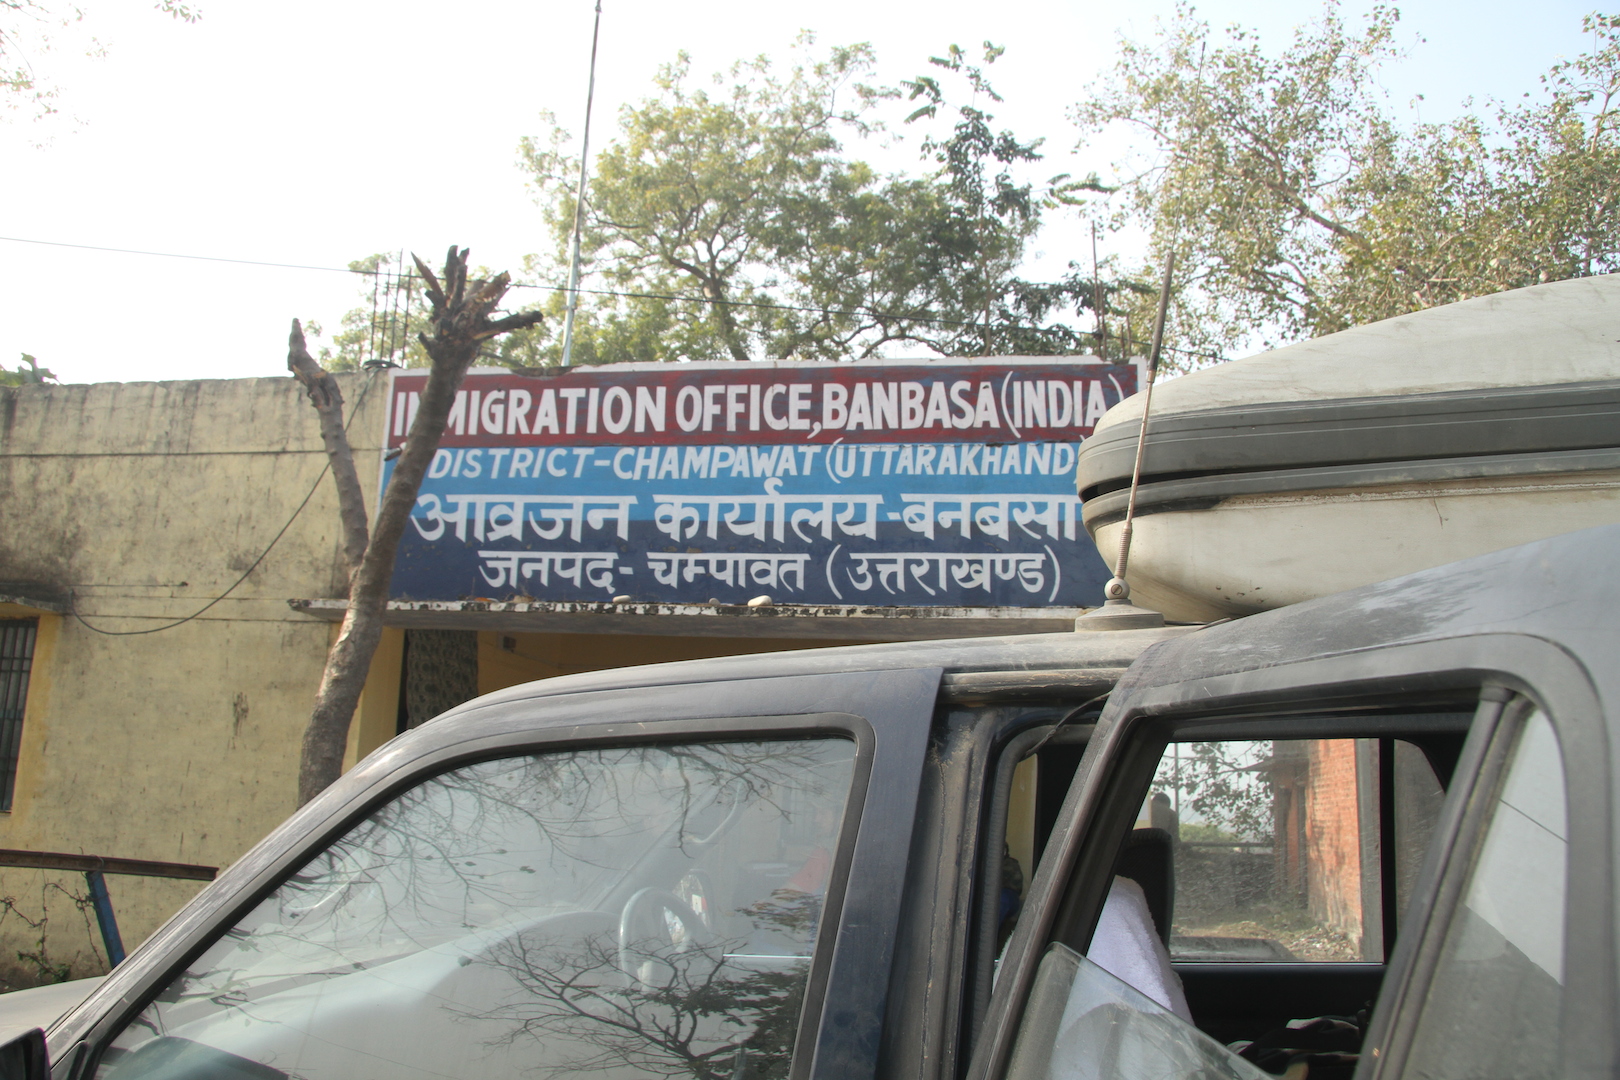 IMMIGRATION OFFICE, BANBASA (INDIA)
DISTRICT-CHAMPAWAT (UTTARAKHAND)
आव्रजन कार्यालय-बनबसा
जनपद- चम्पावत (उत्तराखण्ड)